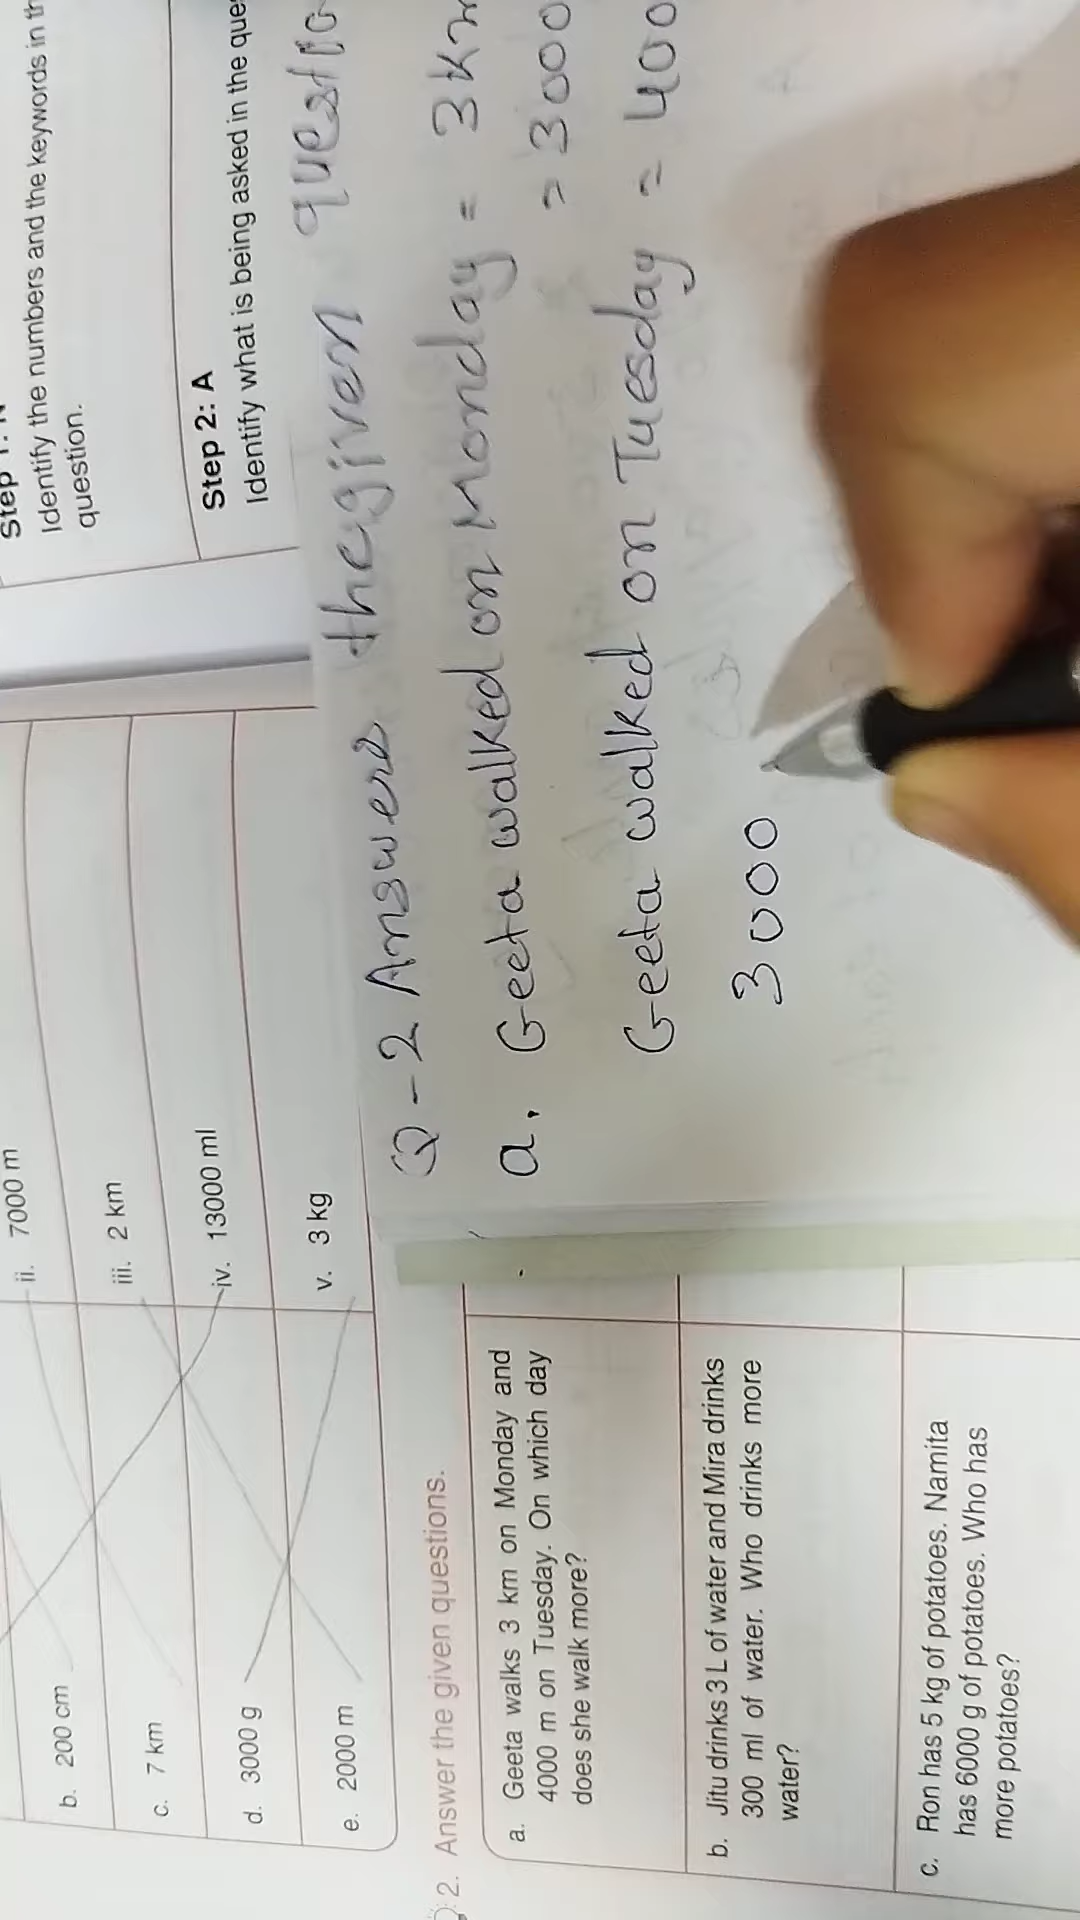 Identify the numbers and the keywords in th
question.
Step 2: A
Identify what is being asked in the ques
ii. 7000 m
b. 200 cm
iii. 2 km
c. 7 km
iv. 13000 ml
d. 3000 g
v. 3 kg
e. 2000 m
2. Answer the given questions.
a. Geeta walks 3 km on Monday and
4000 m on Tuesday. On which day
does she walk more?
b. Jitu drinks 3 L of water and Mira drinks
300 ml of water. Who drinks more
water?
c. Ron has 5 kg of potatoes. Namita
has 6000 g of potatoes. Who has
more potatoes?
Q-2 Answers the given questio
a. Geeta walked on Monday = 3 Km
= 3000
Geeta walked on Tuesday = 400
3000